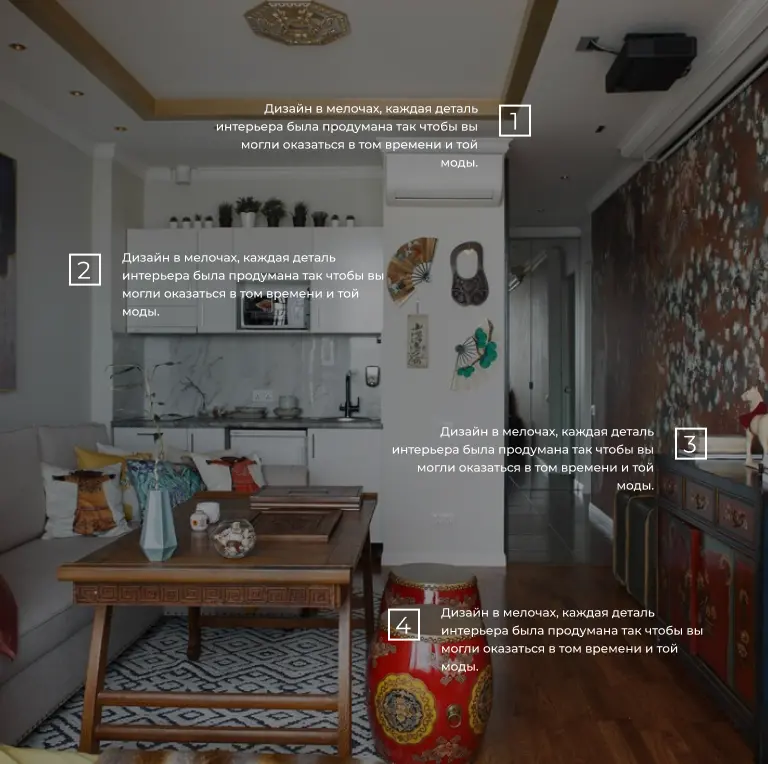 Дизайн в мелочах, каждая деталь
интерьера была продумана так чтобы вы
могли оказаться в том времени и той
моды.
1
2
Дизайн в мелочах, каждая деталь
интерьера была продумана так чтобы вы
могли оказаться в том времени и той
моды.
Дизайн в мелочах, каждая деталь
интерьера была продумана так чтобы вы
могли оказаться в том времени и той
моды.
3
4
Дизайн в мелочах, каждая деталь
интерьера была продумана так чтобы вы
могли оказаться в том времени и той
моды.